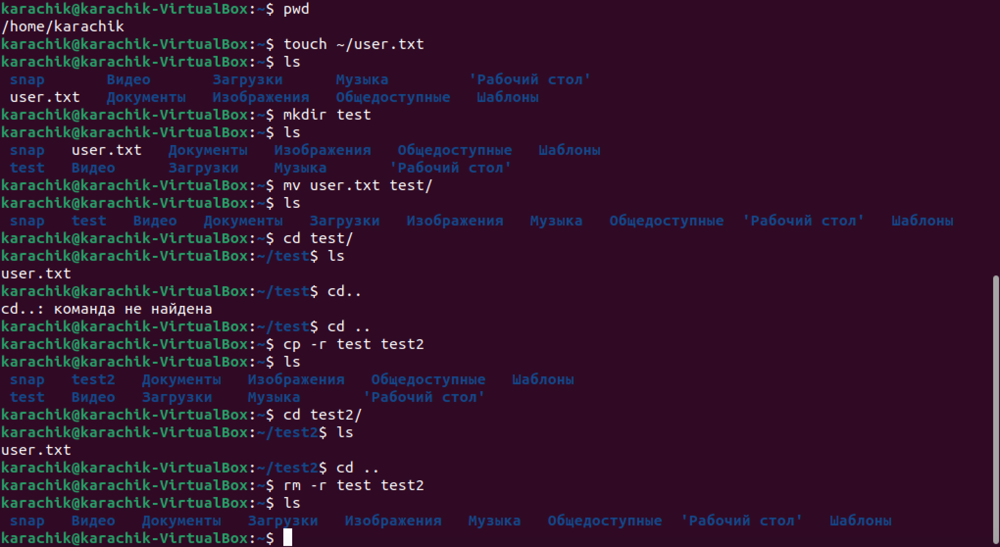 karachik@karachik-VirtualBox:~$ pwd
/home/karachik
karachik@karachik-VirtualBox:~$ touch ~/user.txt
karachik@karachik-VirtualBox:~$ ls
snap Видео Загрузки Музыка 'Рабочий стол'
user.txt Документы Изображения Общедоступные Шаблоны
karachik@karachik-VirtualBox:~$ mkdir test
karachik@karachik-VirtualBox:~$ ls
snap user.txt Документы Изображения Общедоступные Шаблоны
test Видео Загрузки Музыка 'Рабочий стол'
karachik@karachik-VirtualBox:~$ mv user.txt test/
karachik@karachik-VirtualBox:~$ ls
snap test Видео Документы Загрузки Изображения Музыка Общедоступные 'Рабочий стол' Шаблоны
karachik@karachik-VirtualBox:~$ cd test/
karachik@karachik-VirtualBox:~/test$ ls
user.txt
karachik@karachik-VirtualBox:~/test$ cd..
cd..: команда не найдена
karachik@karachik-VirtualBox:~/test$ cd ..
karachik@karachik-VirtualBox:~$ cp -r test test2
karachik@karachik-VirtualBox:~$ ls
snap test2 Документы Изображения Общедоступные Шаблоны
test Видео Загрузки Музыка 'Рабочий стол'
karachik@karachik-VirtualBox:~$ cd test2/
karachik@karachik-VirtualBox:~/test2$ ls
user.txt
karachik@karachik-VirtualBox:~/test2$ cd ..
karachik@karachik-VirtualBox:~$ rm -r test test2
karachik@karachik-VirtualBox:~$ ls
snap Видео Документы Загрузки Изображения Музыка Общедоступные 'Рабочий стол' Шаблоны
karachik@karachik-VirtualBox:~$